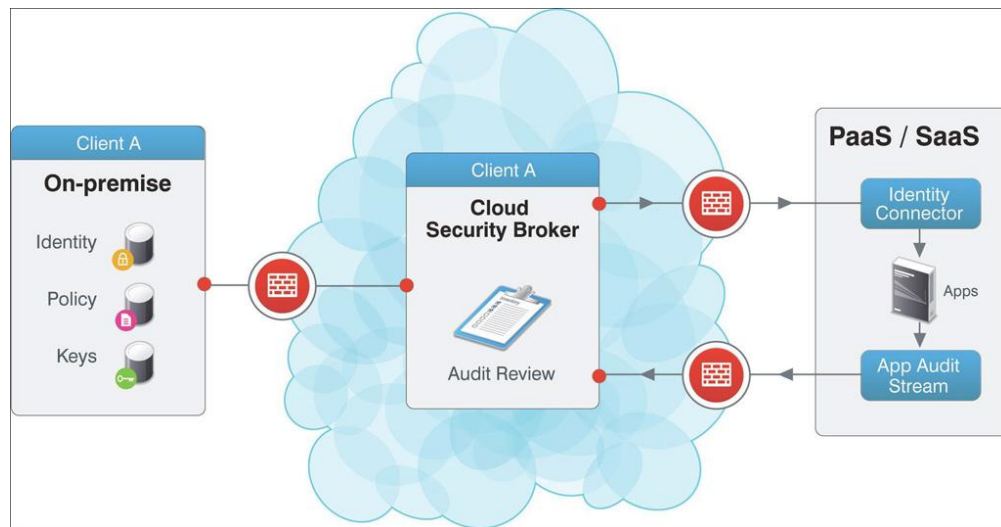 Client A
On-premise
Identity
Policy
Keys
Client A
Cloud
Security Broker
Audit Review
PaaS / SaaS
Identity
Connector
Apps
App Audit
Stream